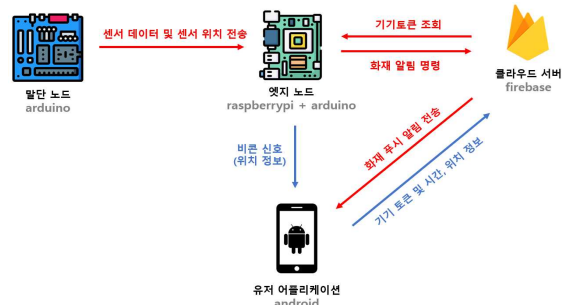 센서 데이터 및 센서 위치 전송
기기토큰 조회
화재 알림 명령
말단 노드
arduino
엣지 노드
raspberrypi + arduino
클라우드 서버
firebase
비콘 신호
(위치 정보)
화재 푸시 알림 전송
기기 토큰 및 시간, 위치 정보
유저 어플리케이션
android